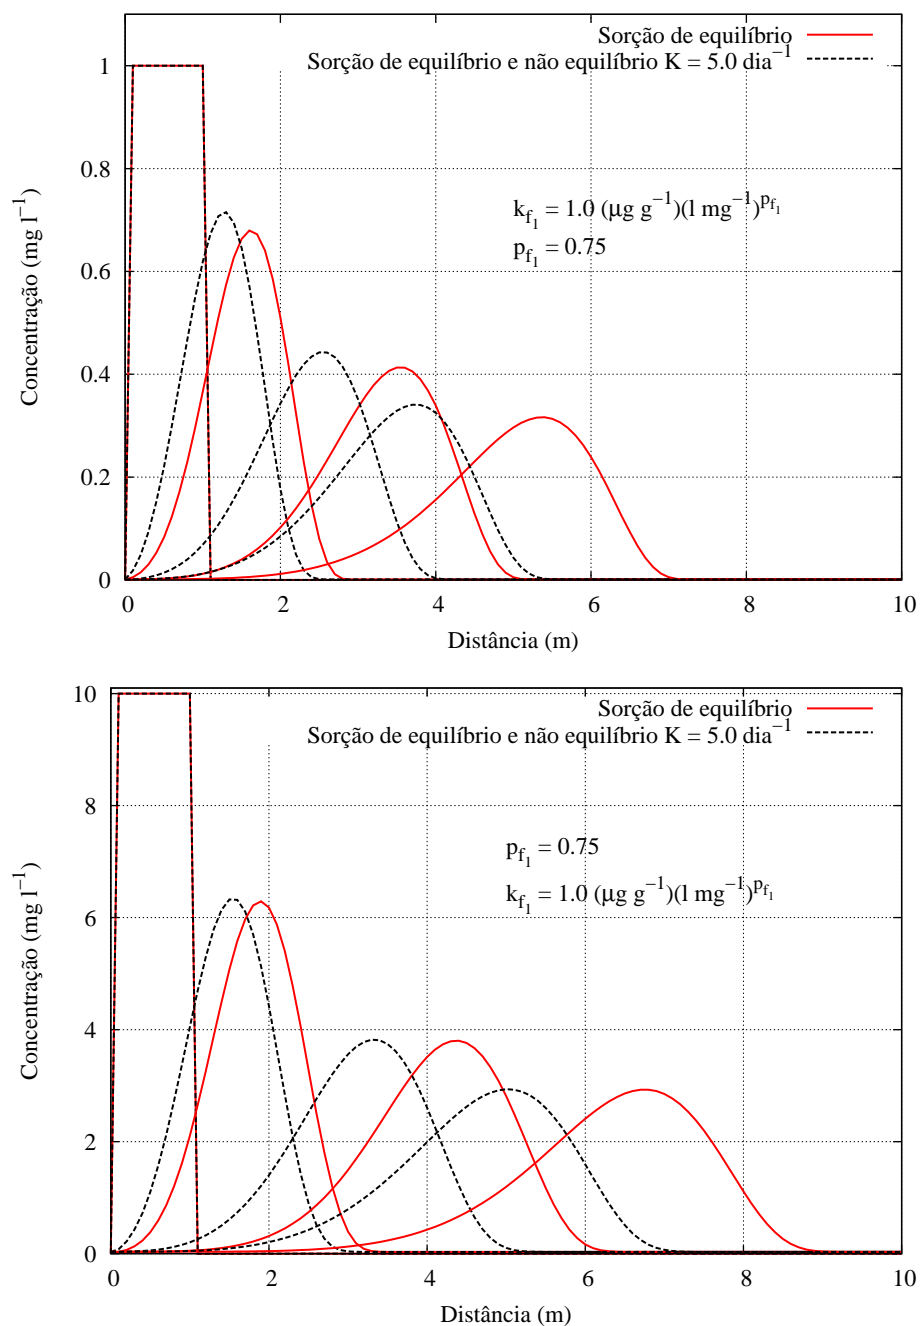 Sorção de equilíbrio
Sorção de equilíbrio e não equilíbrio K = 5.0 dia⁻¹
1
0.8
0.6
0.4
0.2
0
k_f₁ = 1.0 (μg g⁻¹)(l mg⁻¹)^p_f₁
p_f₁ = 0.75
Concentração (mg l⁻¹)
0 2 4 6 8 10
Distância (m)
Sorção de equilíbrio
Sorção de equilíbrio e não equilíbrio K = 5.0 dia⁻¹
10
8
6
4
2
0
p_f₁ = 0.75
k_f₁ = 1.0 (μg g⁻¹)(l mg⁻¹)^p_f₁
Concentração (mg l⁻¹)
0 2 4 6 8 10
Distância (m)